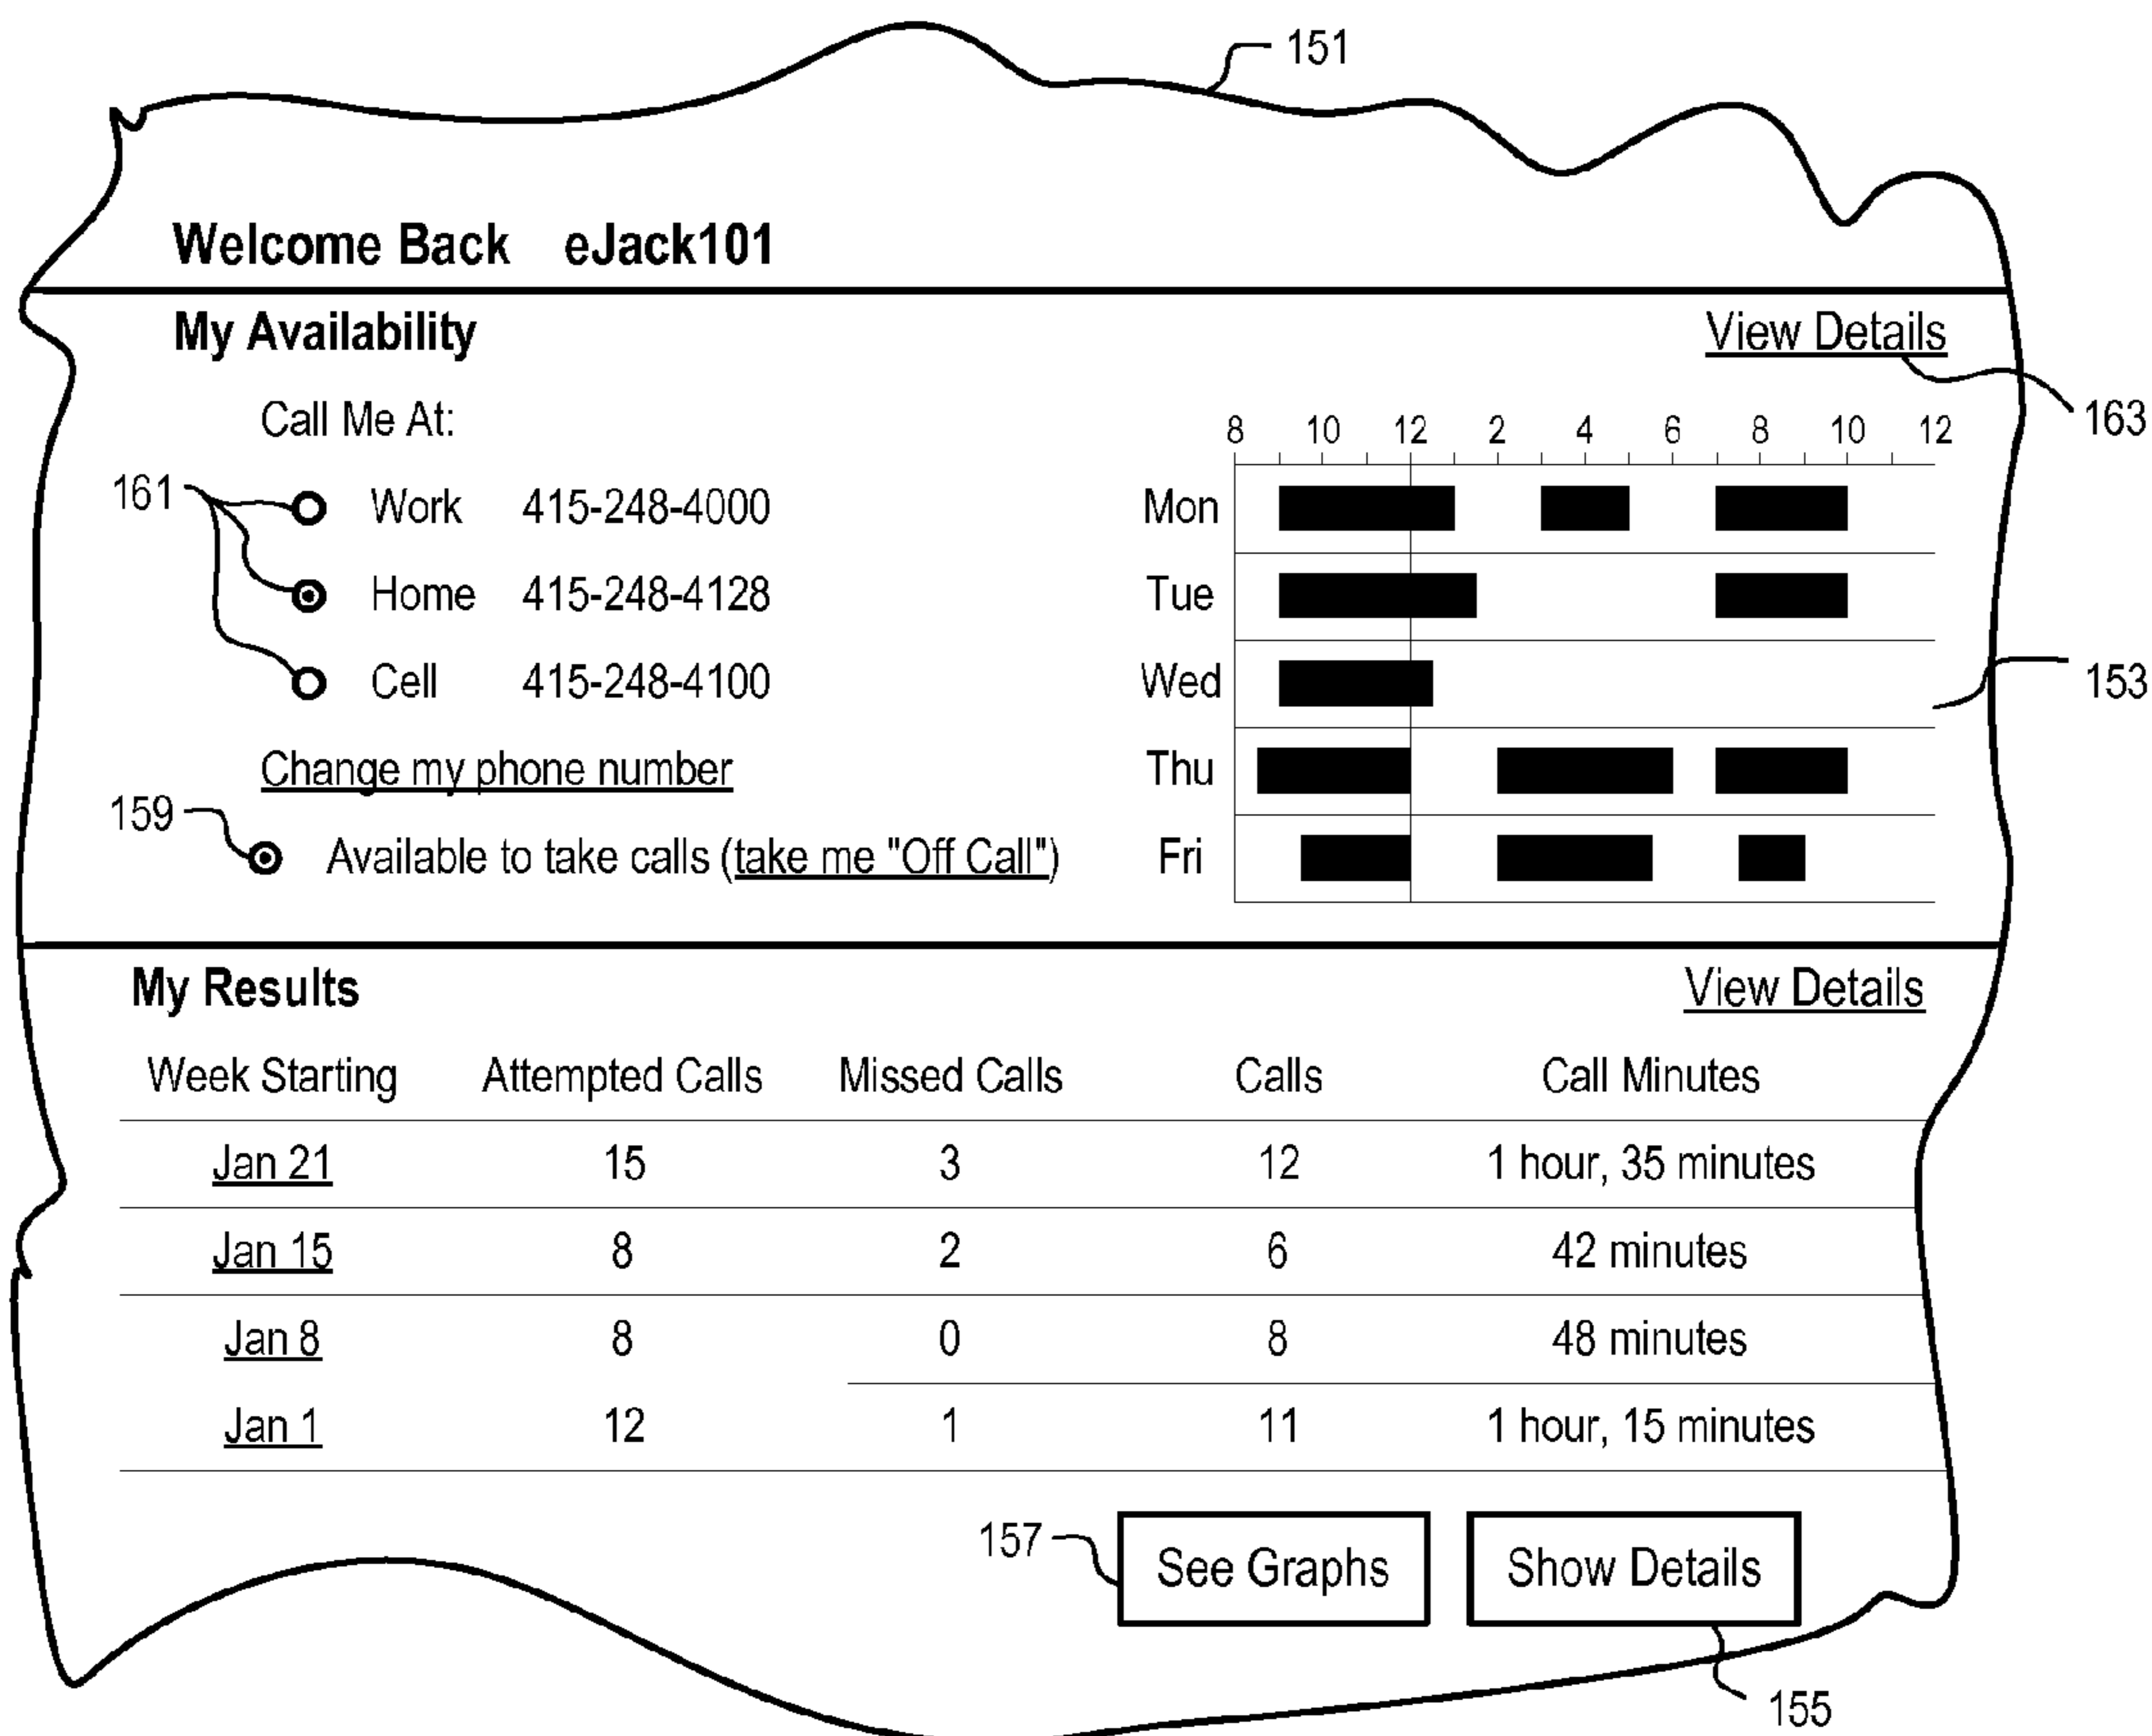 151
Welcome Back eJack101
My Availability View Details
163
Call Me At:
8 10 12 2 4 6 8 10 12
161 Work 415-248-4000 Mon
Home 415-248-4128 Tue
Cell 415-248-4100 Wed
153
Change my phone number Thu
159
Available to take calls (take me "Off Call") Fri
My Results View Details
Week Starting Attempted Calls Missed Calls Calls Call Minutes
Jan 21 15 3 12 1 hour, 35 minutes
Jan 15 8 2 6 42 minutes
Jan 8 8 0 8 48 minutes
Jan 1 12 1 11 1 hour, 15 minutes
157 See Graphs Show Details
155